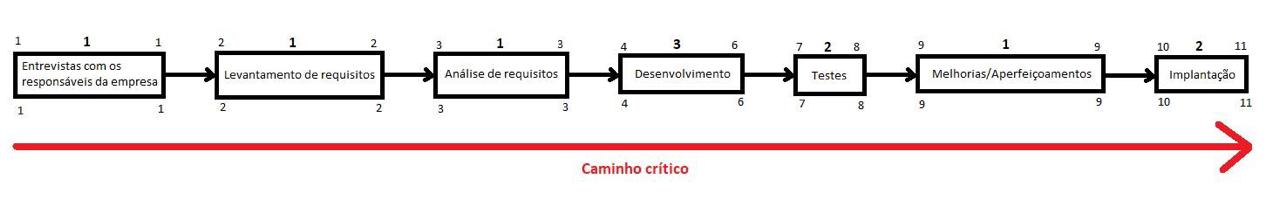 1 1 1
Entrevistas com os
responsáveis da empresa
1 1
2 1 2
Levantamento de requisitos
2 2
3 1 3
Análise de requisitos
3 3
4 3 6
Desenvolvimento
4 6
7 2 8
Testes
7 8
9 1 9
Melhorias/Aperfeiçoamentos
9 9
10 2 11
Implantação
10 11
Caminho crítico